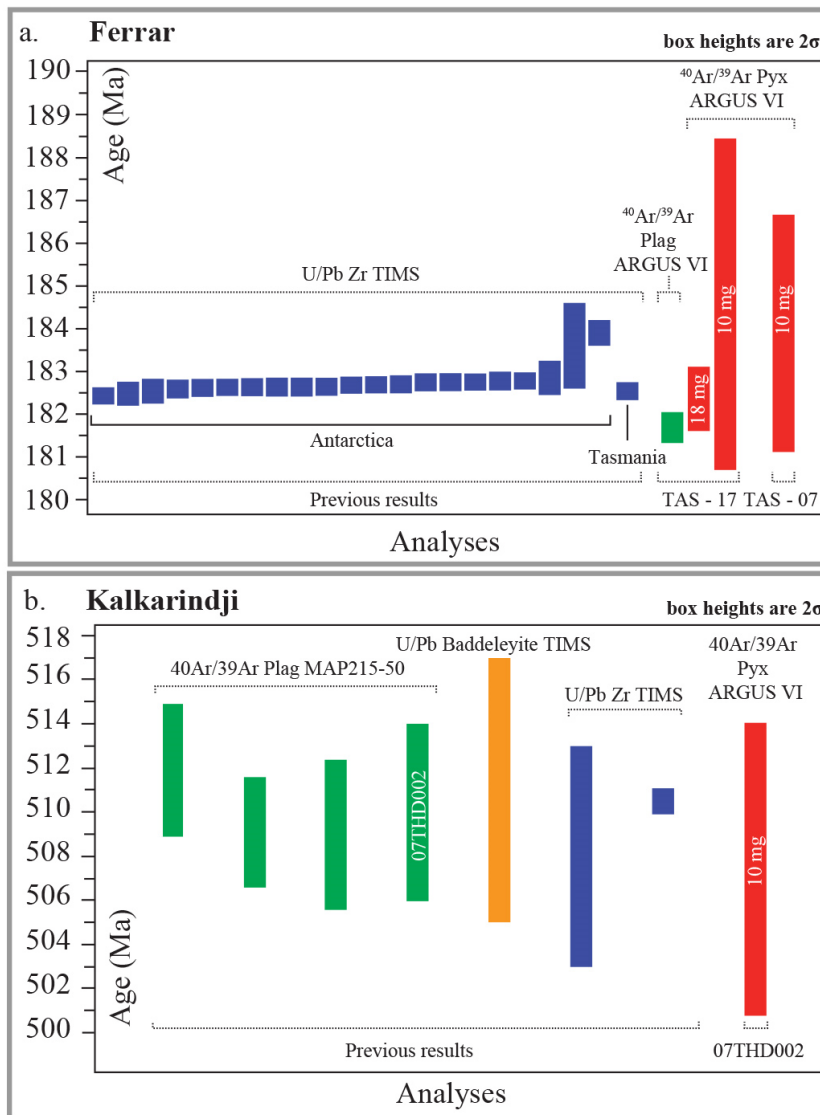 a. Ferrar
box heights are 2σ
190
189
188
187
186
185
184
183
182
181
180
Age (Ma)
⁴⁰Ar/³⁹Ar Pyx
ARGUS VI
⁴⁰Ar/³⁹Ar
Plag
ARGUS VI
U/Pb Zr TIMS
18 mg
10 mg
10 mg
Antarctica
Tasmania
Previous results
TAS - 17
TAS - 07
Analyses
b. Kalkarindji
box heights are 2σ
518
516
514
512
510
508
506
504
502
500
Age (Ma)
40Ar/39Ar Plag MAP215-50
U/Pb Baddeleyite TIMS
U/Pb Zr TIMS
40Ar/39Ar
Pyx
ARGUS VI
07THD002
10 mg
Previous results
07THD002
Analyses